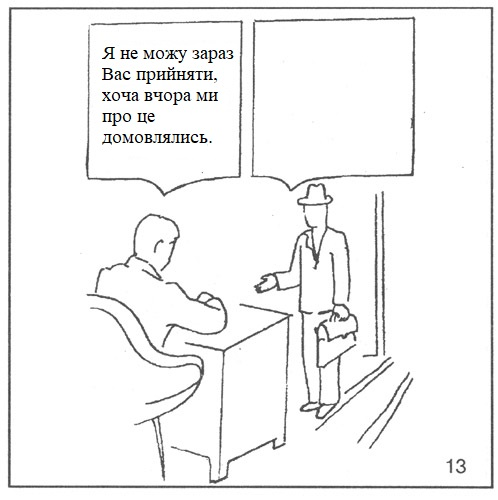 Я не можу зараз
Вас прийняти,
хоча вчора ми
про це
домовлялись.
13